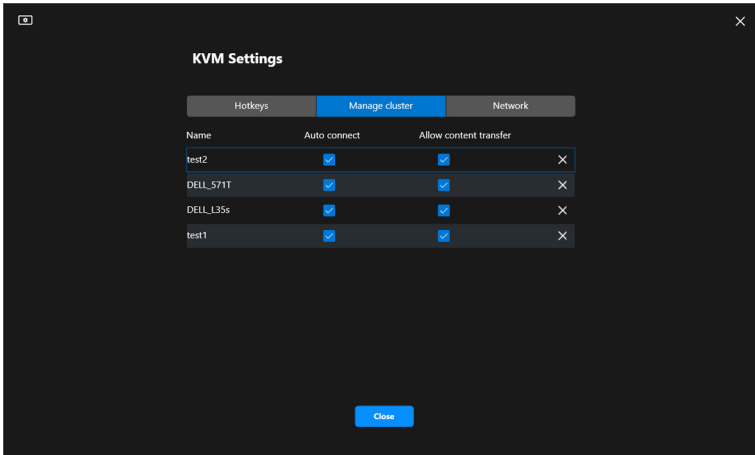 KVM Settings
Hotkeys Manage cluster Network
Name Auto connect Allow content transfer
test2
DELL_571T
DELL_L35s
test1
Close